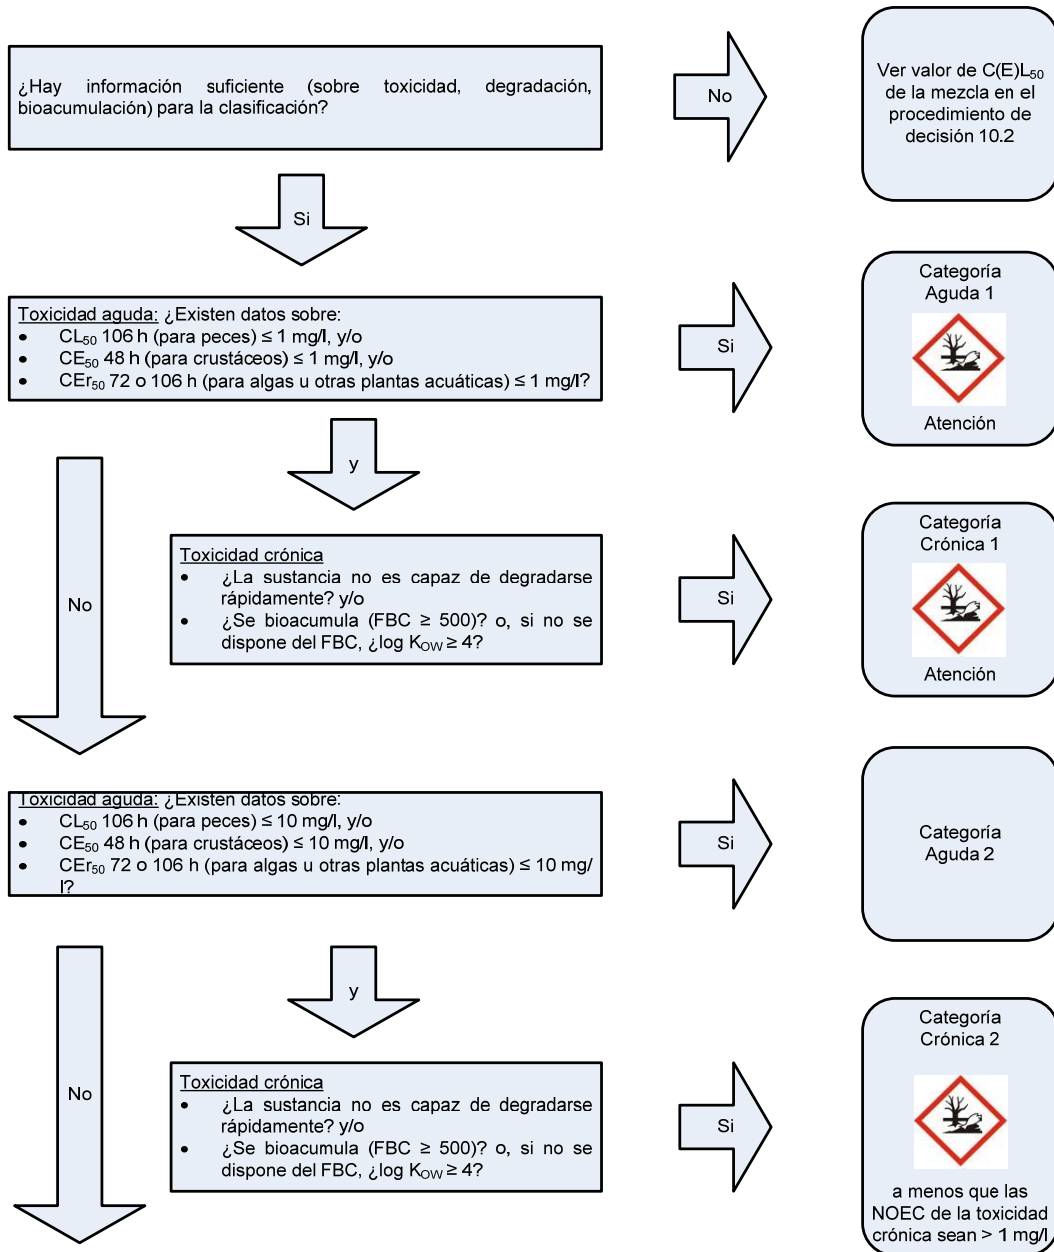 ¿Hay información suficiente (sobre toxicidad, degradación,
bioacumulación) para la clasificación?
No
Ver valor de C(E)L50
de la mezcla en el
procedimiento de
decisión 10.2
Si
Toxicidad aguda: ¿Existen datos sobre:
• CL50 106 h (para peces) ≤ 1 mg/l, y/o
• CE50 48 h (para crustáceos) ≤ 1 mg/l, y/o
• CEr50 72 o 106 h (para algas u otras plantas acuáticas) ≤ 1 mg/l?
Si
Categoría
Aguda 1
Atención
y
No
Toxicidad crónica
• ¿La sustancia no es capaz de degradarse
rápidamente? y/o
• ¿Se bioacumula (FBC ≥ 500)? o, si no se
dispone del FBC, ¿log KOW ≥ 4?
Si
Categoría
Crónica 1
Atención
Toxicidad aguda: ¿Existen datos sobre:
• CL50 106 h (para peces) ≤ 10 mg/l, y/o
• CE50 48 h (para crustáceos) ≤ 10 mg/l, y/o
• CEr50 72 o 106 h (para algas u otras plantas acuáticas) ≤ 10 mg/
l?
Si
Categoría
Aguda 2
y
No
Toxicidad crónica
• ¿La sustancia no es capaz de degradarse
rápidamente? y/o
• ¿Se bioacumula (FBC ≥ 500)? o, si no se
dispone del FBC, ¿log KOW ≥ 4?
Si
Categoría
Crónica 2
a menos que las
NOEC de la toxicidad
crónica sean > 1 mg/l